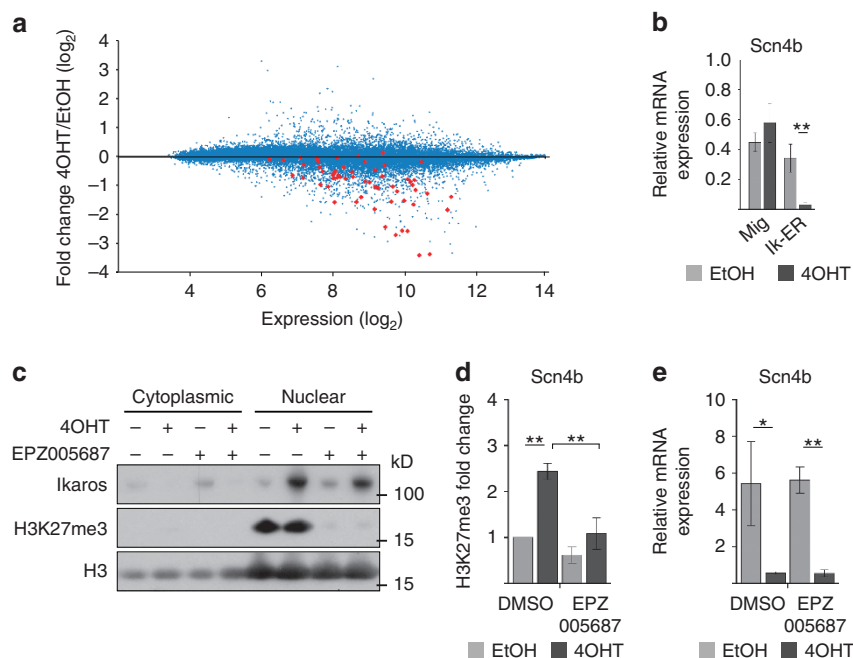 a
Fold change 4OHT/EtOH (log2)
4
3
2
1
0
−1
−2
−3
−4
4
6
8
10
12
14
Expression (log2)
b
Scn4b
Relative mRNA
expression
1.0
0.8
0.6
0.4
0.2
**
Mig
Ik-ER
EtOH
4OHT
c
Cytoplasmic
Nuclear
4OHT − + − + − + − +
EPZ005687 − − + + − − + +
kD
Ikaros
100
H3K27me3
15
H3
15
d
Scn4b
H3K27me3 fold change
4
3
2
1
** **
DMSO
EPZ
005687
EtOH
4OHT
e
Scn4b
Relative mRNA
expression
10
8
6
4
2
*
**
DMSO
EPZ
005687
EtOH
4OHT